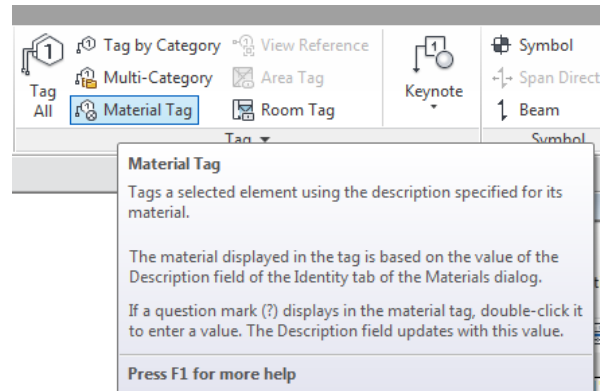 Tag by Category
View Reference
1
Tag
All
Multi-Category
Area Tag
Keynote
Material Tag
Room Tag
Symbol
Span Direct
Beam
Tag
Symbol
Material Tag
Tags a selected element using the description specified for its
material.
The material displayed in the tag is based on the value of the
Description field of the Identity tab of the Materials dialog.
If a question mark (?) displays in the material tag, double-click it
to enter a value. The Description field updates with this value.
Press F1 for more help